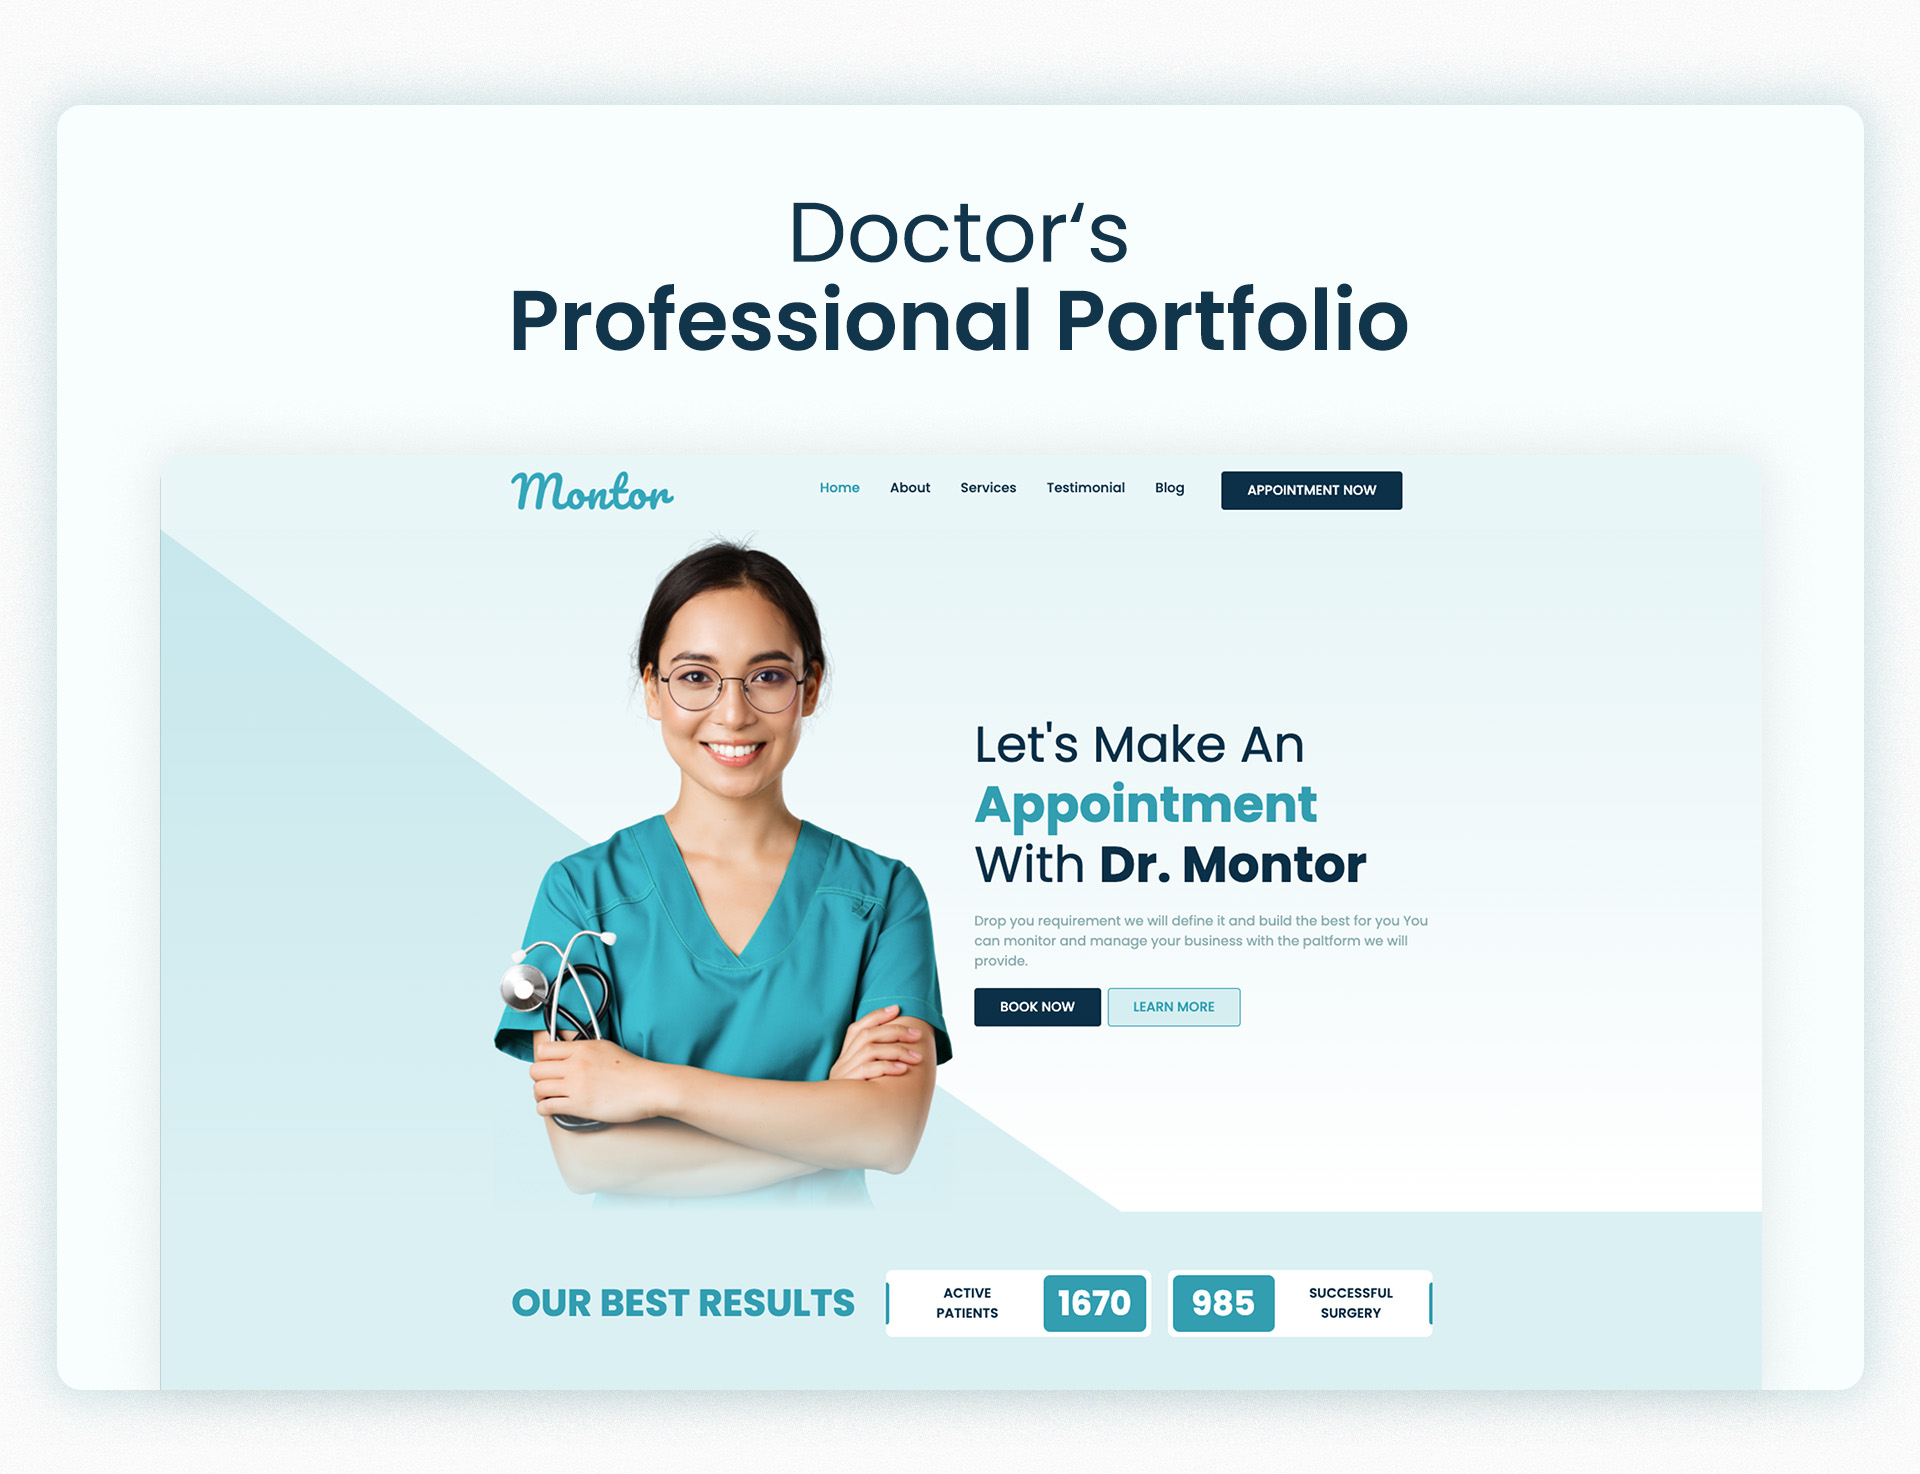 Doctor‘s
Professional Portfolio
Montor
Home About Services Testimonial Blog APPOINTMENT NOW
Let's Make An
Appointment
With Dr. Montor
Drop you requirement we will define it and build the best for you You
can monitor and manage your business with the paltform we will
provide.
BOOK NOW LEARN MORE
OUR BEST RESULTS
ACTIVE
PATIENTS
1670
985
SUCCESSFUL
SURGERY